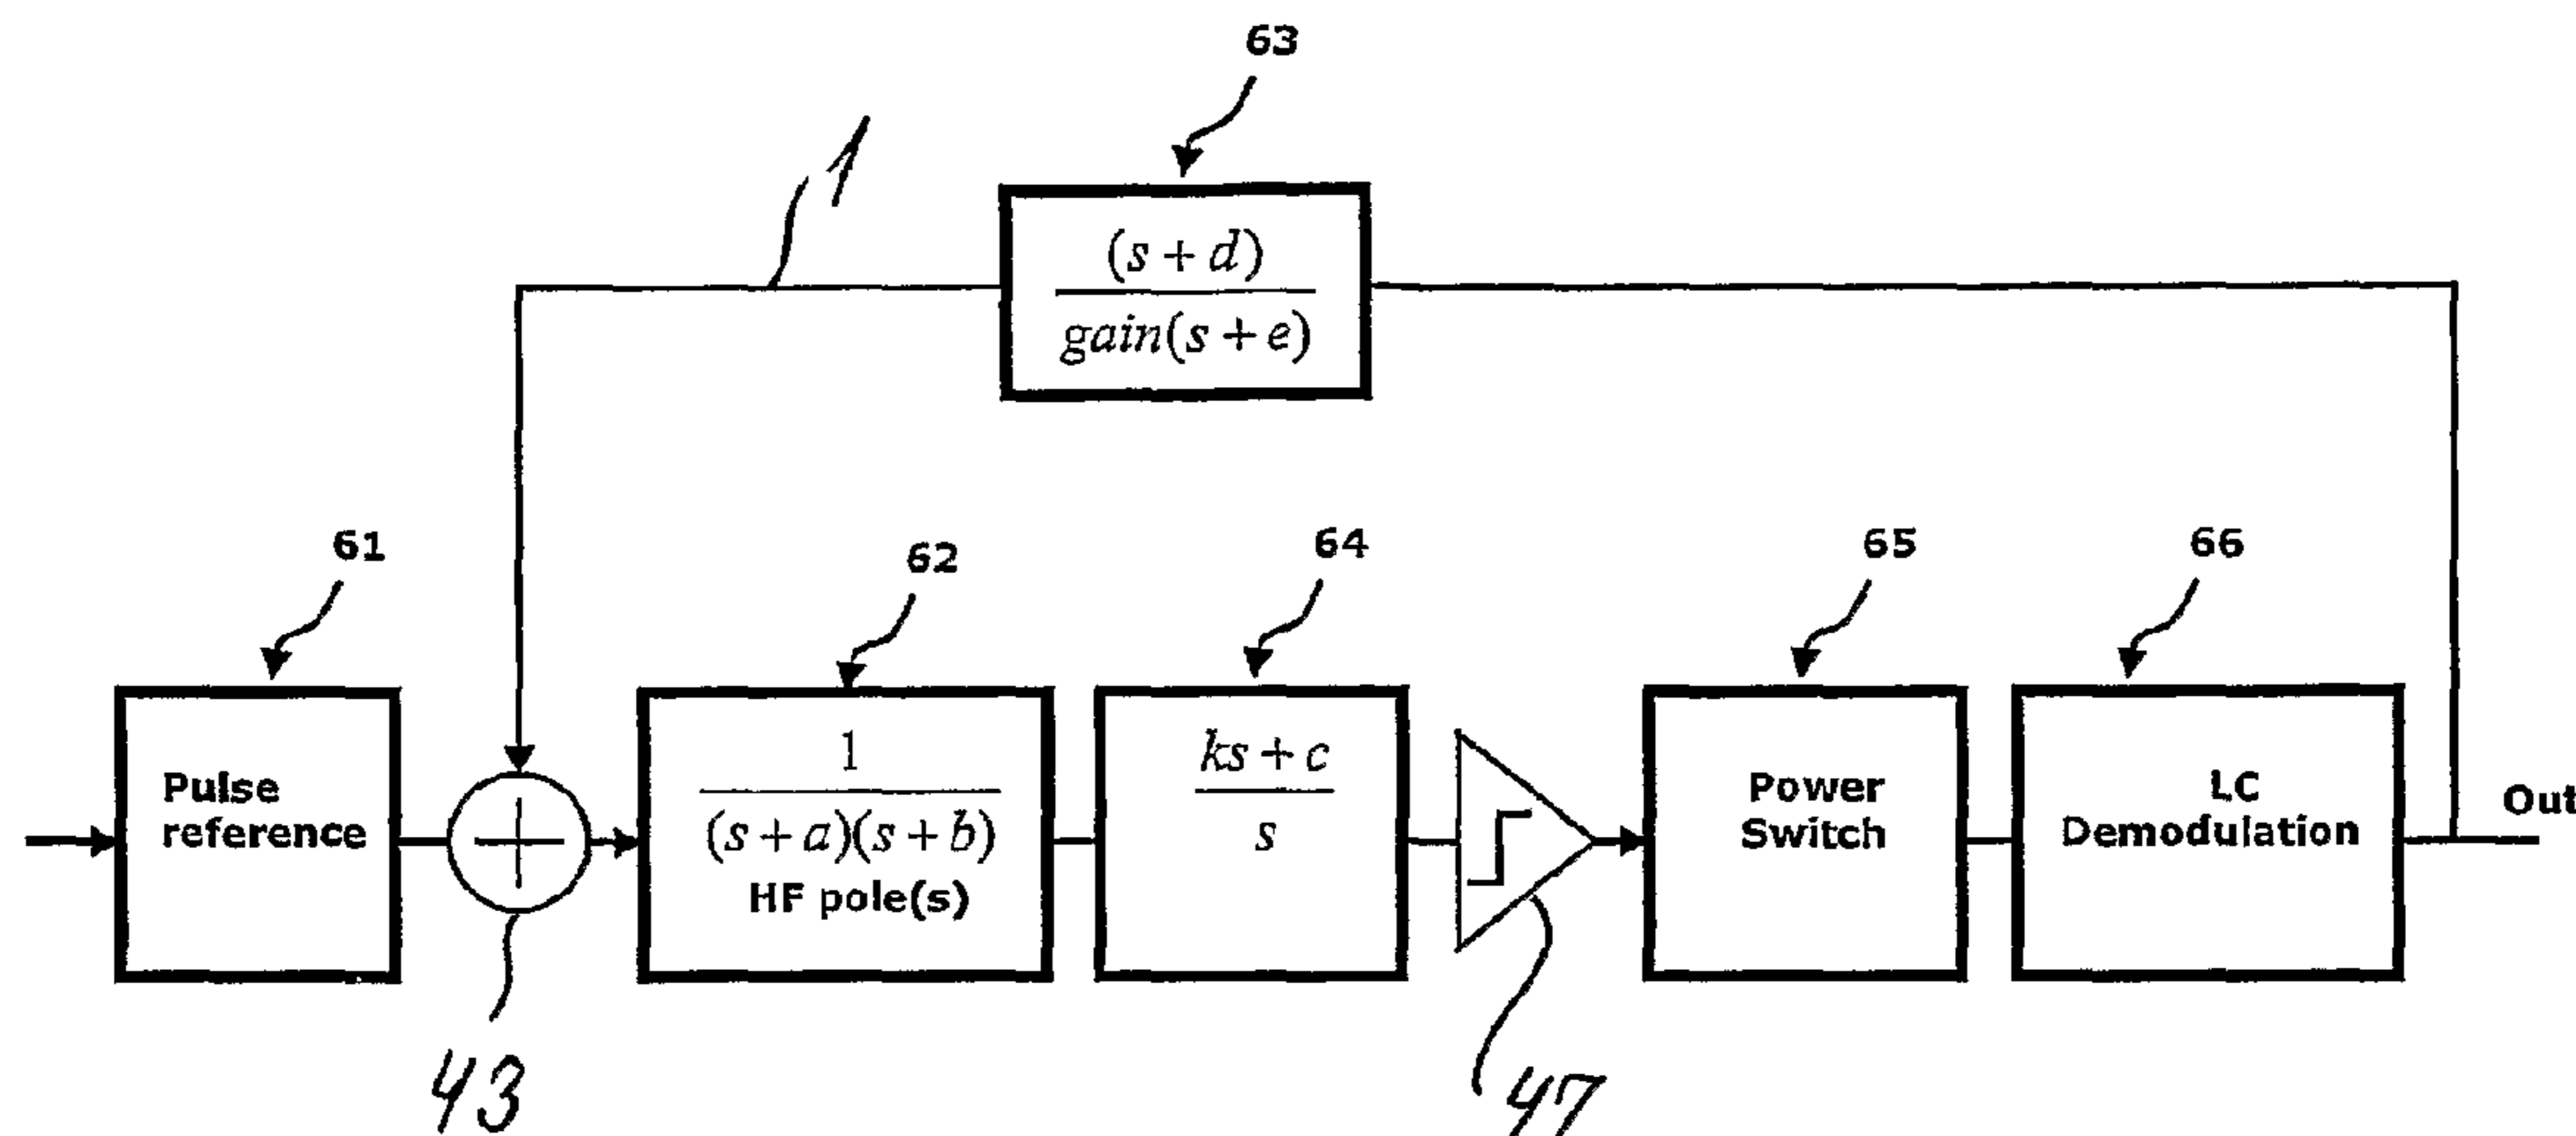 63
1
(s + d)
gain(s + e)
61
62
64
65
66
Pulse
reference
1
(s + a)(s + b)
HF pole(s)
ks + c
s
Power
Switch
LC
Demodulation
Out
43
47